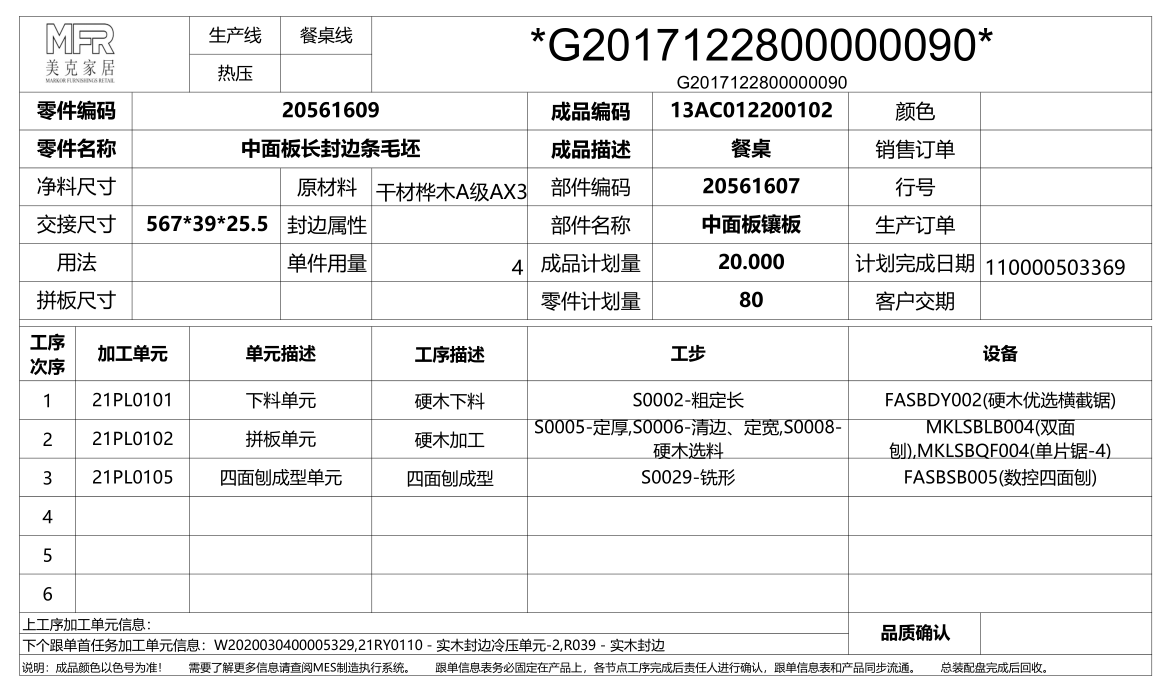 MFR
美克家居
MARKOR FURNISHINGS RETAIL
生产线 餐桌线
热压
*G2017122800000090*
G2017122800000090
零件编码 20561609 成品编码 13AC012200102 颜色
零件名称 中面板长封边条毛坯 成品描述 餐桌 销售订单
净料尺寸 原材料 干材桦木A级AX3 部件编码 20561607 行号
交接尺寸 567*39*25.5 封边属性 部件名称 中面板镶板 生产订单
用法 单件用量 4 成品计划量 20.000 计划完成日期 110000503369
拼板尺寸 零件计划量 80 客户交期
工序次序 加工单元 单元描述 工序描述 工步 设备
1 21PL0101 下料单元 硬木下料 S0002-粗定长 FASBDY002(硬木优选横截锯)
2 21PL0102 拼板单元 硬木加工 S0005-定厚,S0006-清边、定宽,S0008-硬木选料 MKLSBLB004(双面刨),MKLSBQF004(单片锯-4)
3 21PL0105 四面刨成型单元 四面刨成型 S0029-铣形 FASBSB005(数控四面刨)
4
5
6
上工序加工单元信息：
下个跟单首任务加工单元信息：W2020030400005329,21RY0110 - 实木封边冷压单元-2,R039 - 实木封边
品质确认
说明：成品颜色以色号为准！ 需要了解更多信息请查阅MES制造执行系统。 跟单信息表务必固定在产品上，各节点工序完成后责任人进行确认，跟单信息表和产品同步流通。 总装配盘完成后回收。